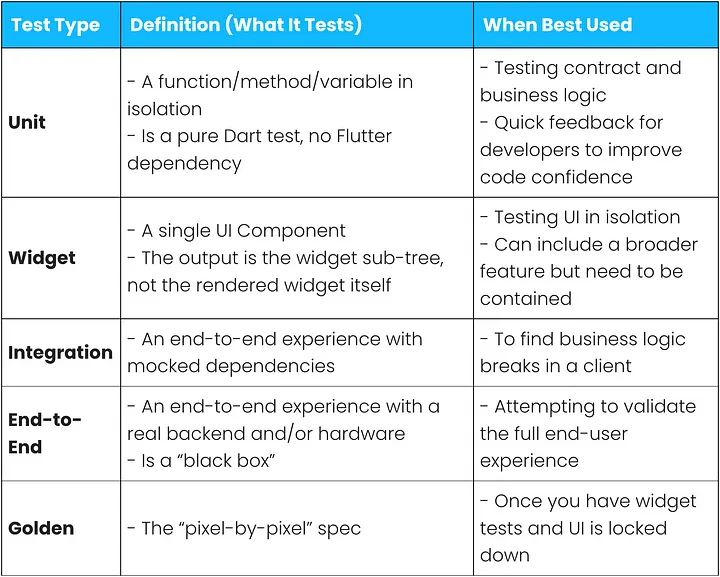 Test Type
Definition (What It Tests)
When Best Used
Unit
- A function/method/variable in
isolation
- Is a pure Dart test, no Flutter
dependency
- Testing contract and
business logic
- Quick feedback for
developers to improve
code confidence
Widget
- A single UI Component
- The output is the widget sub-tree,
not the rendered widget itself
- Testing UI in isolation
- Can include a broader
feature but need to be
contained
Integration
- An end-to-end experience with
mocked dependencies
- To find business logic
breaks in a client
End-to-
End
- An end-to-end experience with a
real backend and/or hardware
- Is a “black box”
- Attempting to validate
the full end-user
experience
Golden
- The “pixel-by-pixel” spec
- Once you have widget
tests and UI is locked
down